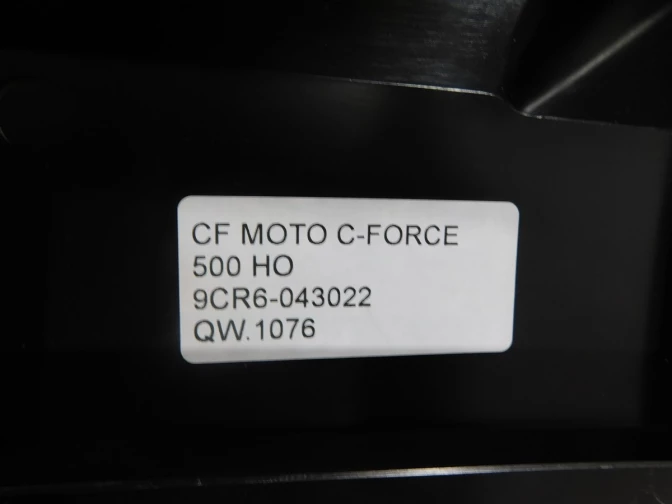 CF MOTO C-FORCE
500 HO
9CR6-043022
QW.1076